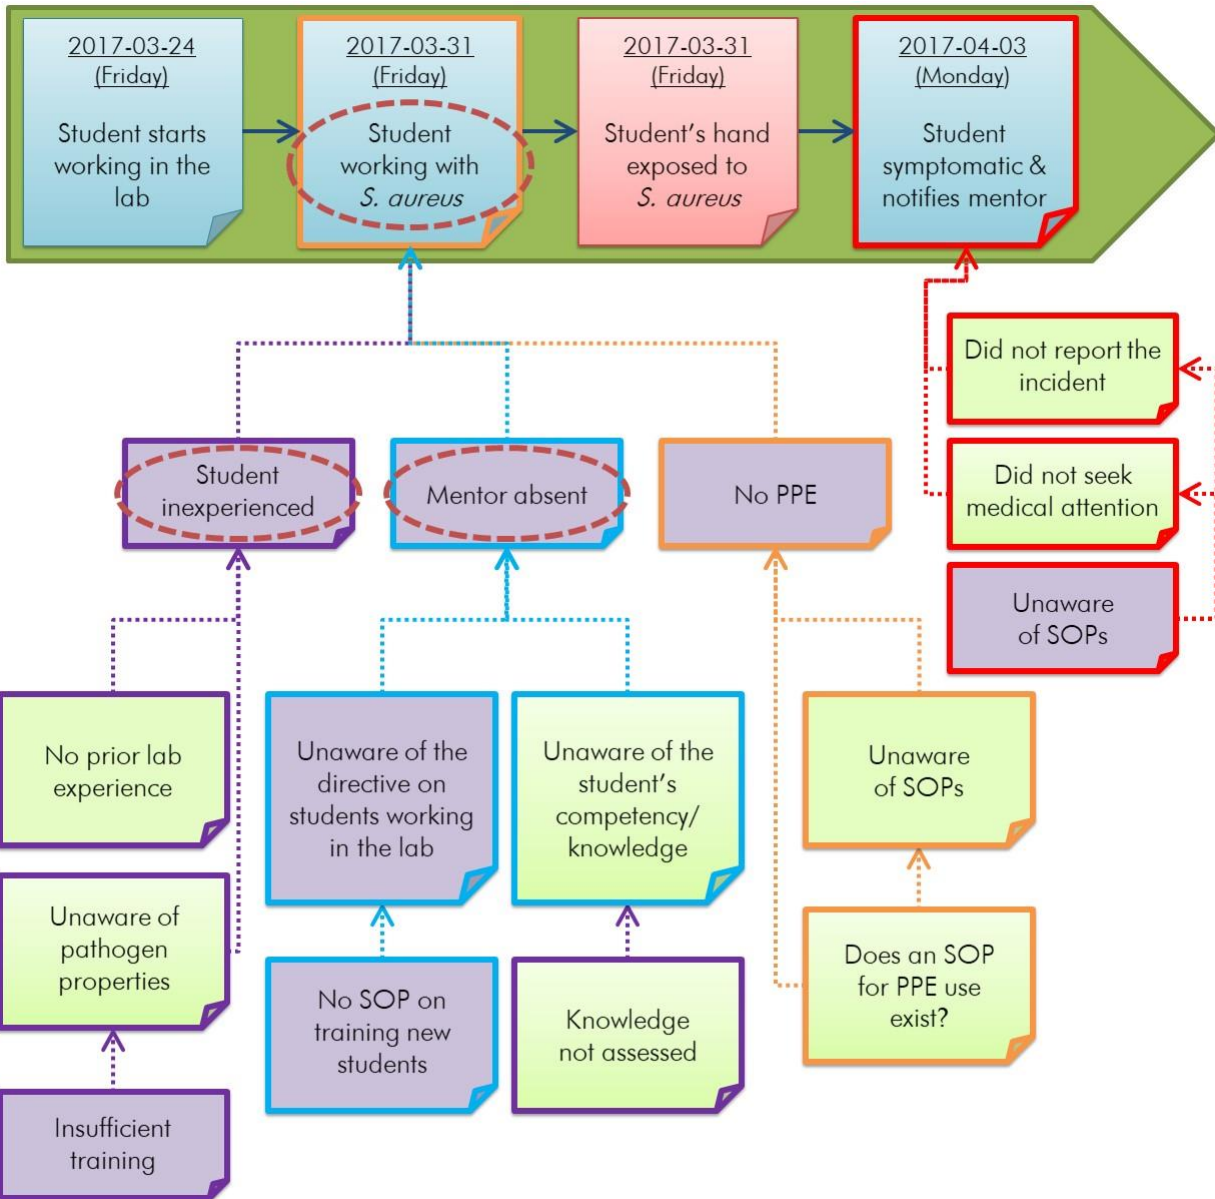 2017-03-24
(Friday)
Student starts
working in the
lab
2017-03-31
(Friday)
Student
working with
S. aureus
2017-03-31
(Friday)
Student's hand
exposed to
S. aureus
2017-04-03
(Monday)
Student
symptomatic &
notifies mentor
Did not report the
incident
Did not seek
medical attention
Unaware
of SOPs
Student
inexperienced
Mentor absent
No PPE
No prior lab
experience
Unaware of the
directive on
students working
in the lab
Unaware of the
student's
competency/
knowledge
Unaware
of SOPs
Unaware of
pathogen
properties
No SOP on
training new
students
Knowledge
not assessed
Does an SOP
for PPE use
exist?
Insufficient
training